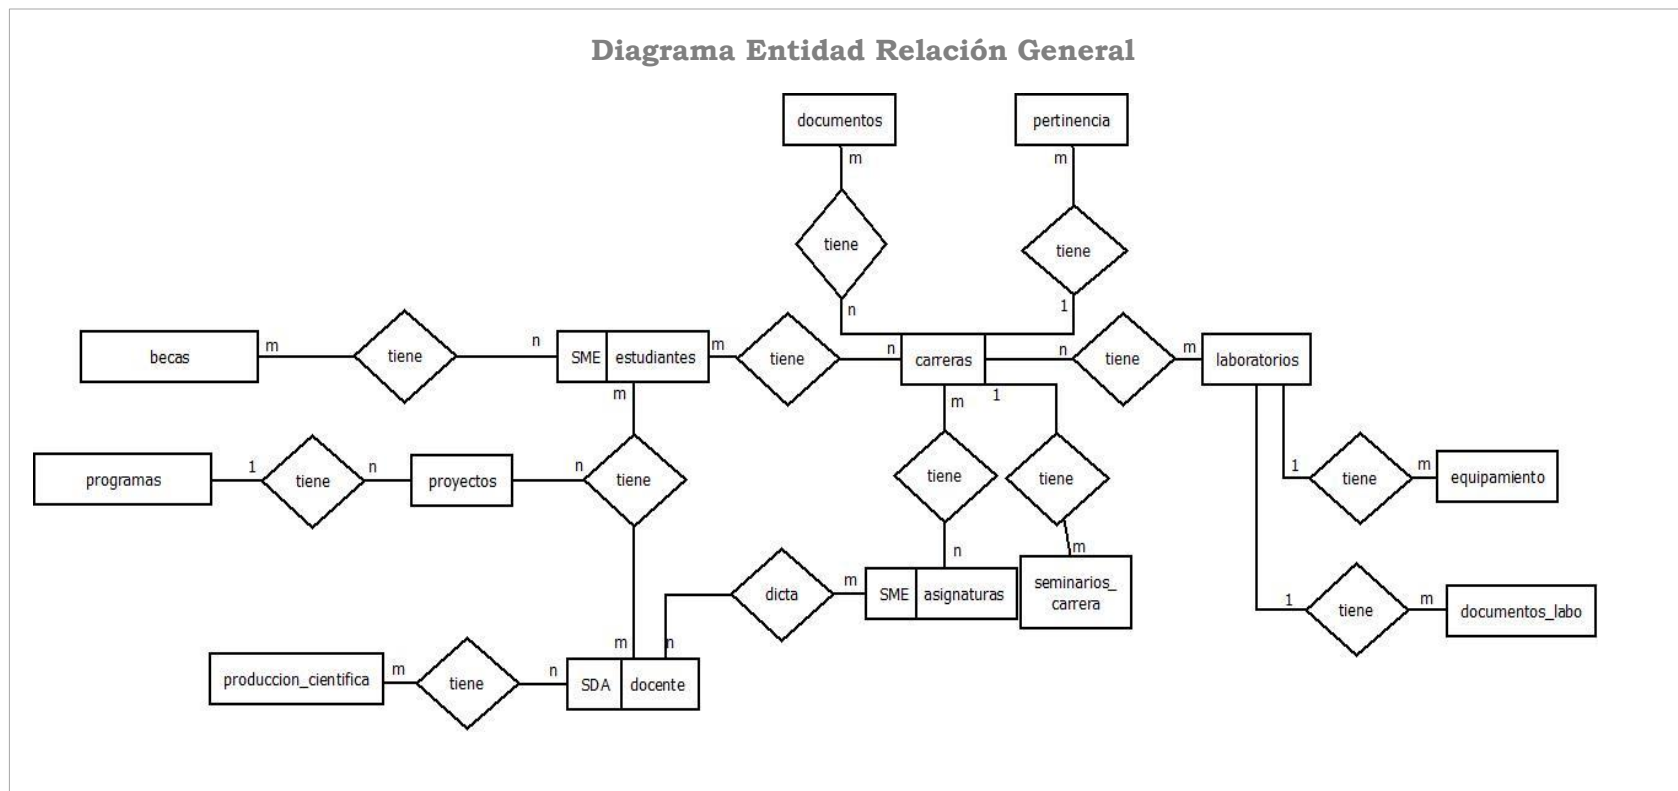 Diagrama Entidad Relación General
documentos
pertinencia
m
m
tiene
tiene
n
1
becas
m
tiene
n
SME
estudiantes
m
tiene
n
carreras
n
tiene
m
laboratorios
m
m
1
programas
1
tiene
n
proyectos
n
tiene
tiene
tiene
1
tiene
m
equipamiento
n
m
dicta
m
SME
asignaturas
seminarios_
carrera
1
tiene
m
documentos_labo
m
n
produccion_cientifica
m
tiene
n
SDA
docente